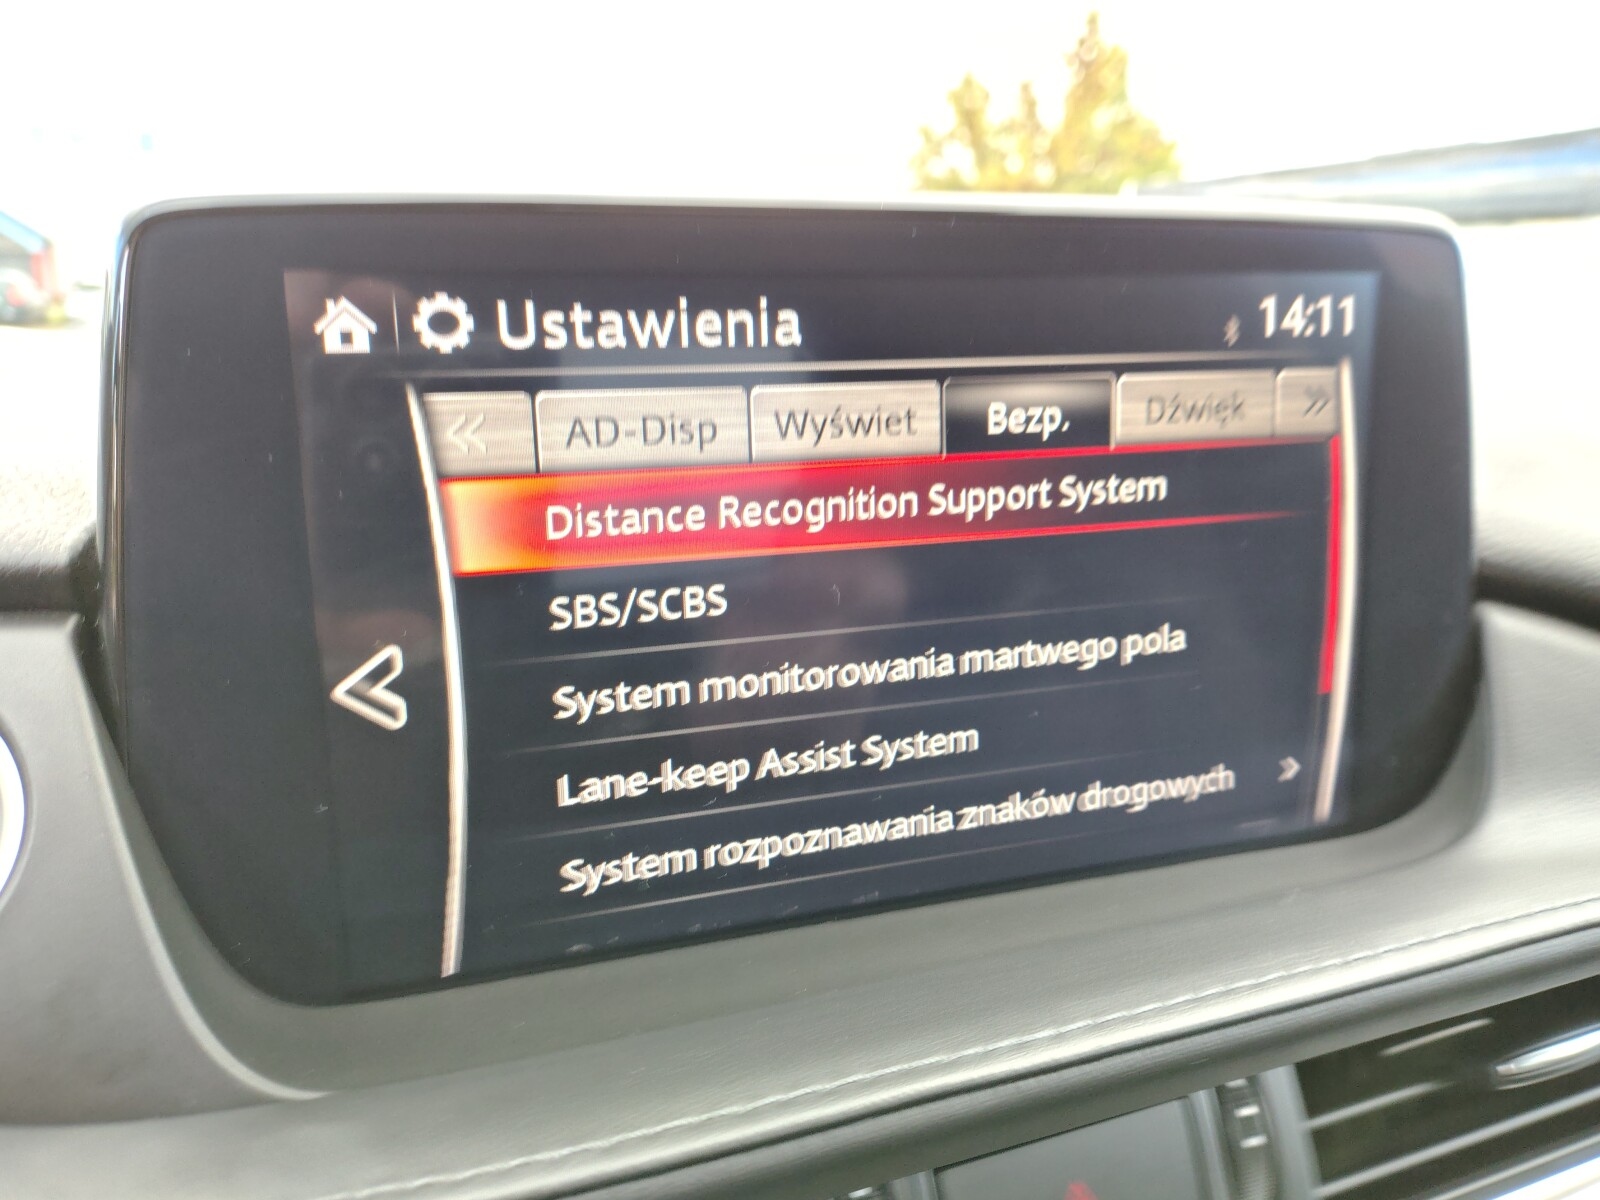 Ustawienia 14:11
« AD-Disp Wyświet Bezp. Dźwięk »
Distance Recognition Support System
SBS/SCBS
System monitorowania martwego pola
Lane-keep Assist System
System rozpoznawania znaków drogowych »